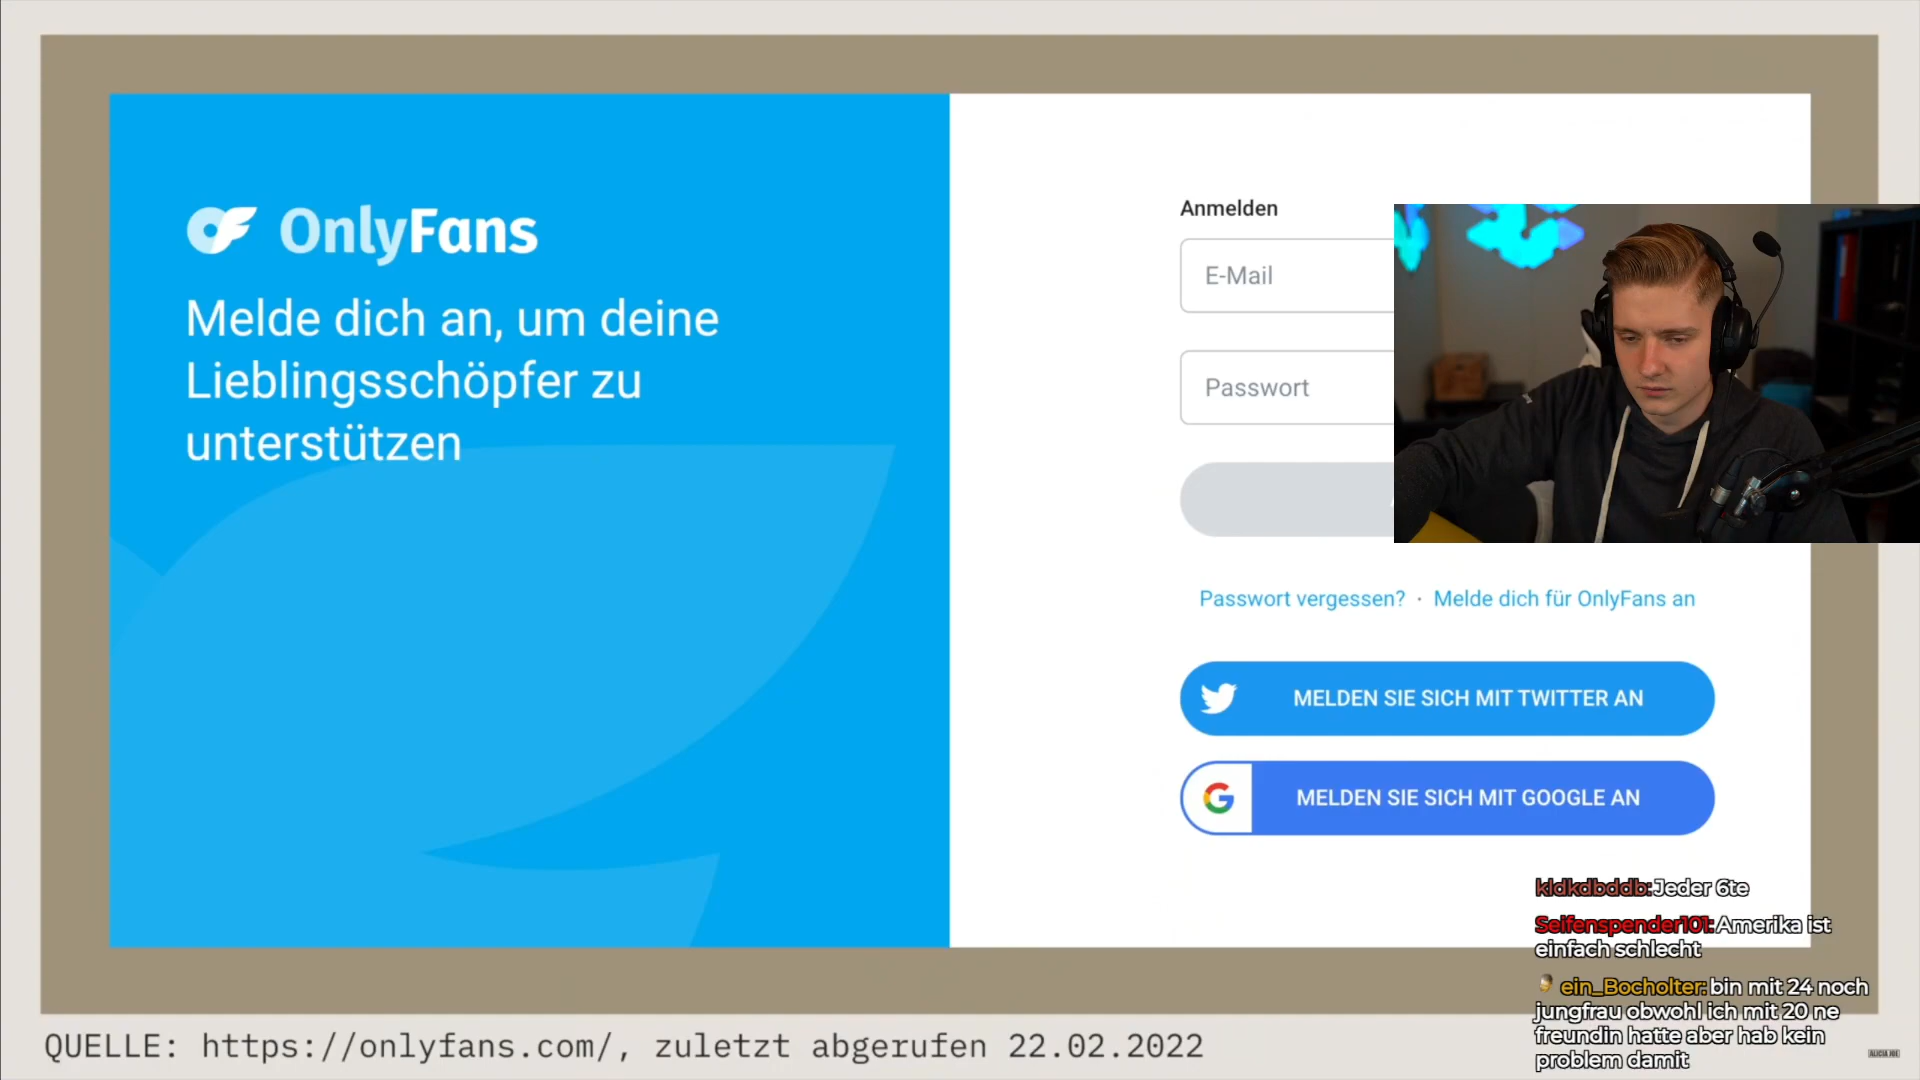 OnlyFans
Melde dich an, um deine
Lieblingsschöpfer zu
unterstützen
Anmelden
E-Mail
Passwort
Passwort vergessen? · Melde dich für OnlyFans an
MELDEN SIE SICH MIT TWITTER AN
MELDEN SIE SICH MIT GOOGLE AN
kldkdbddb: Jeder 6te
Seifenspender101: Amerika ist
einfach schlecht
ein_Bocholter: bin mit 24 noch
jungfrau obwohl ich mit 20 ne
freundin hatte aber hab kein
problem damit
QUELLE: https://onlyfans.com/, zuletzt abgerufen 22.02.2022
ALICIA JOE